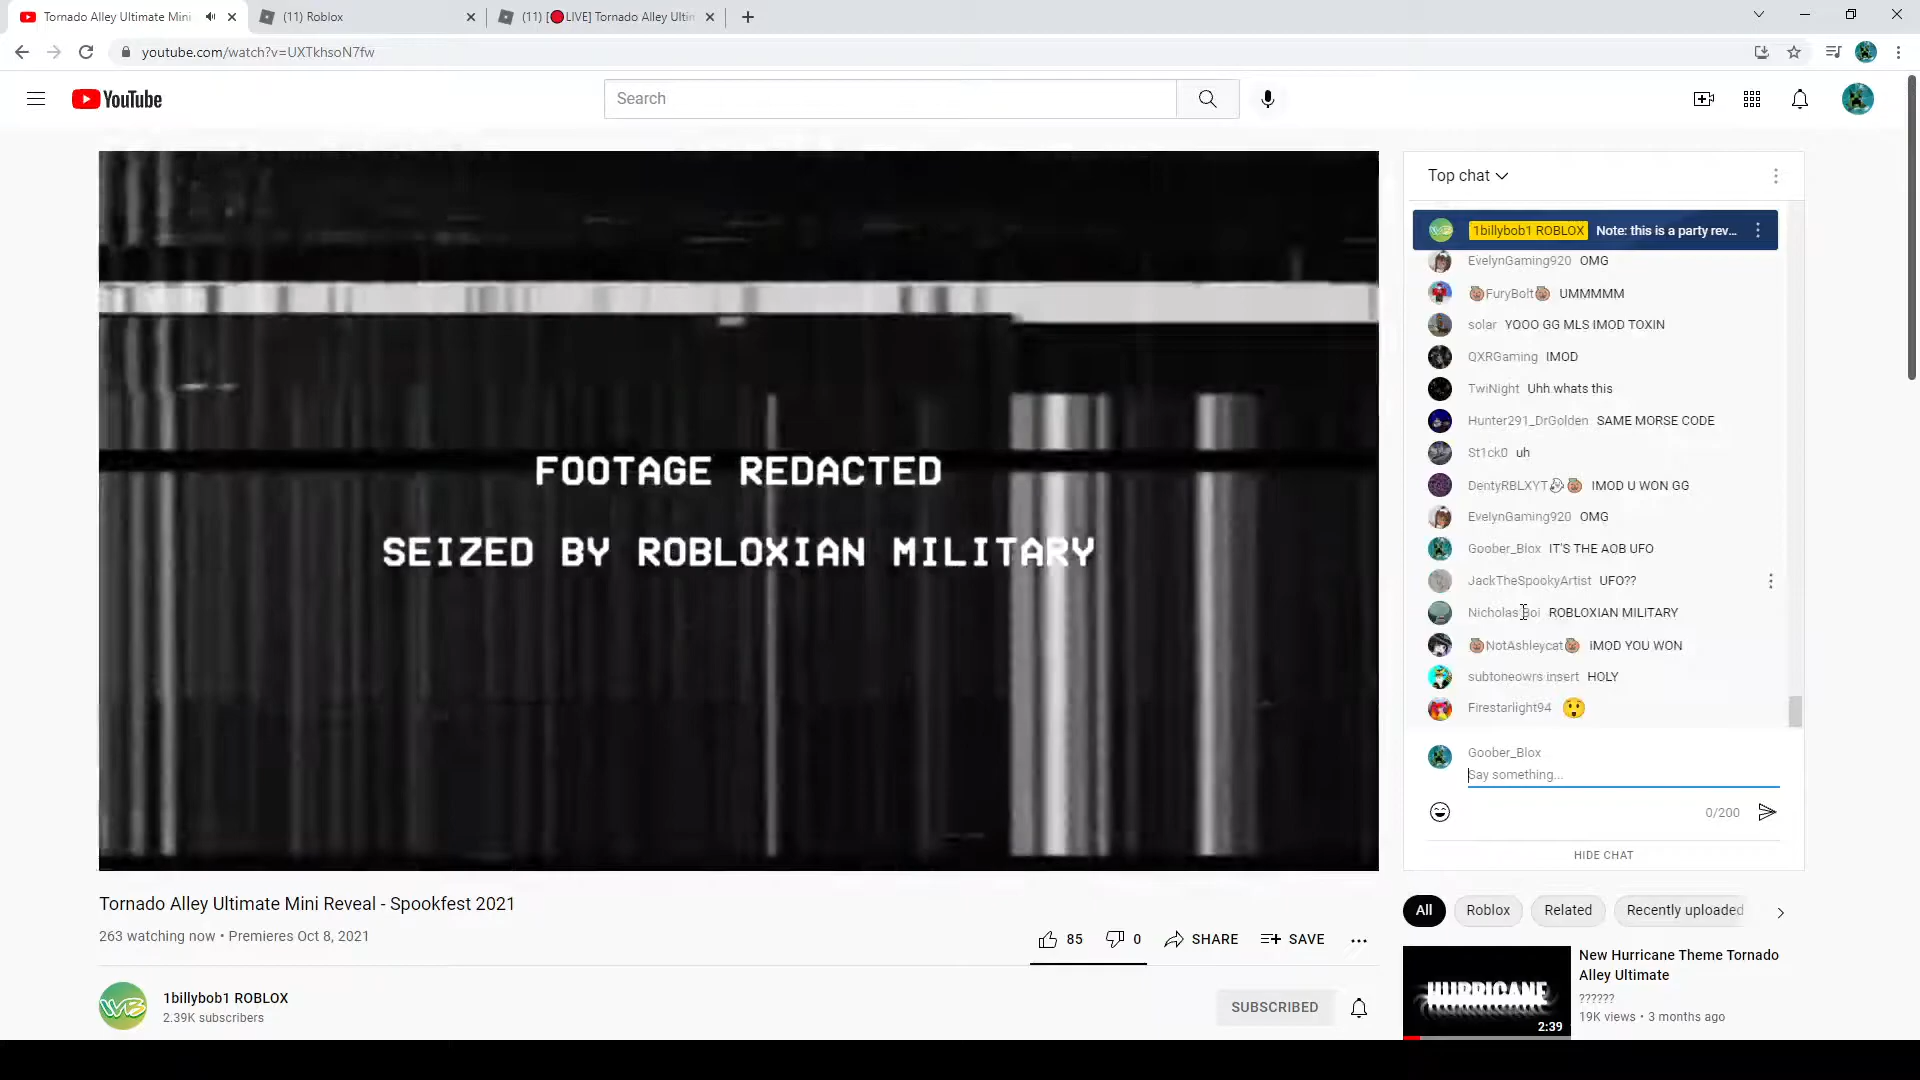 Tornado Alley Ultimate Mini
(11) Roblox
(11) [🔴LIVE] Tornado Alley Ultin
youtube.com/watch?v=UXTkhsoN7fw
YouTube
Search
Top chat
1billybob1 ROBLOX Note: this is a party rev...
EvelynGaming920 OMG
FuryBolt UMMMMM
solar YOOO GG MLS IMOD TOXIN
QXRGaming IMOD
TwiNight Uhh whats this
Hunter291_DrGolden SAME MORSE CODE
St1ck0 uh
DentyRBLXYT IMOD U WON GG
EvelynGaming920 OMG
Goober_Blox IT'S THE AOB UFO
JackTheSpookyArtist UFO??
Nicholas Boi ROBLOXIAN MILITARY
NotAshleycat IMOD YOU WON
subtoneowrs insert HOLY
Firestarlight94 😲
FOOTAGE REDACTED
SEIZED BY ROBLOXIAN MILITARY
Goober_Blox
Say something...
0/200
HIDE CHAT
Tornado Alley Ultimate Mini Reveal - Spookfest 2021
263 watching now • Premieres Oct 8, 2021
85
0
SHARE
SAVE
1billybob1 ROBLOX
2.39K subscribers
SUBSCRIBED
All
Roblox
Related
Recently uploaded
HURRICANE
2:39
New Hurricane Theme Tornado
Alley Ultimate
??????
19K views • 3 months ago